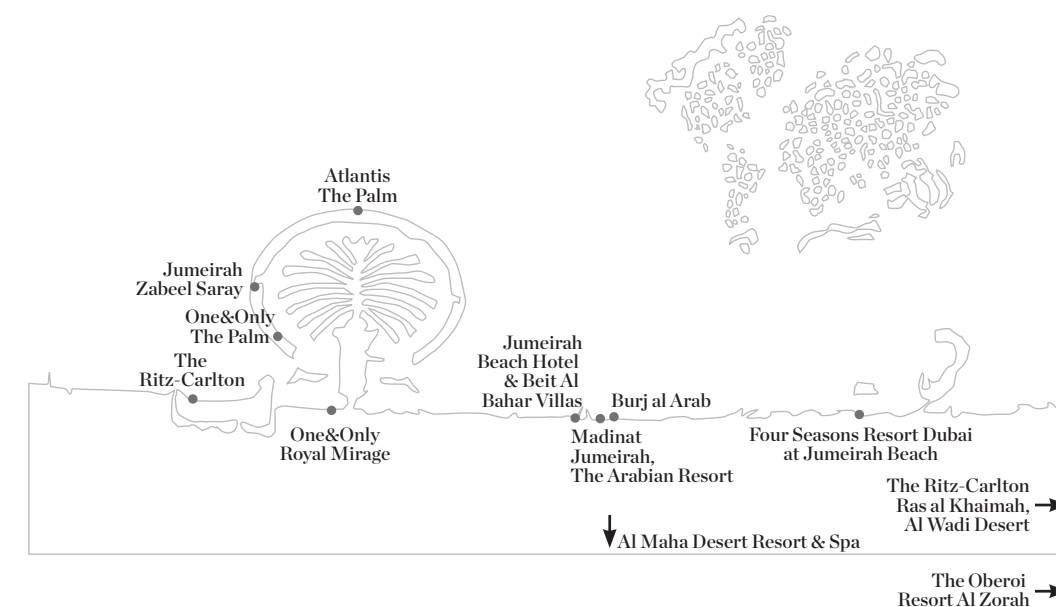 Atlantis
The Palm
Jumeirah
Zabeel Saray
One&Only
The Palm
The
Ritz-Carlton
One&Only
Royal Mirage
Jumeirah
Beach Hotel
& Beit Al
Bahar Villas
Burj al Arab
Madinat
Jumeirah,
The Arabian Resort
Four Seasons Resort Dubai
at Jumeirah Beach
The Ritz-Carlton
Ras al Khaimah,
Al Wadi Desert
Al Maha Desert Resort & Spa
The Oberoi
Resort Al Zorah